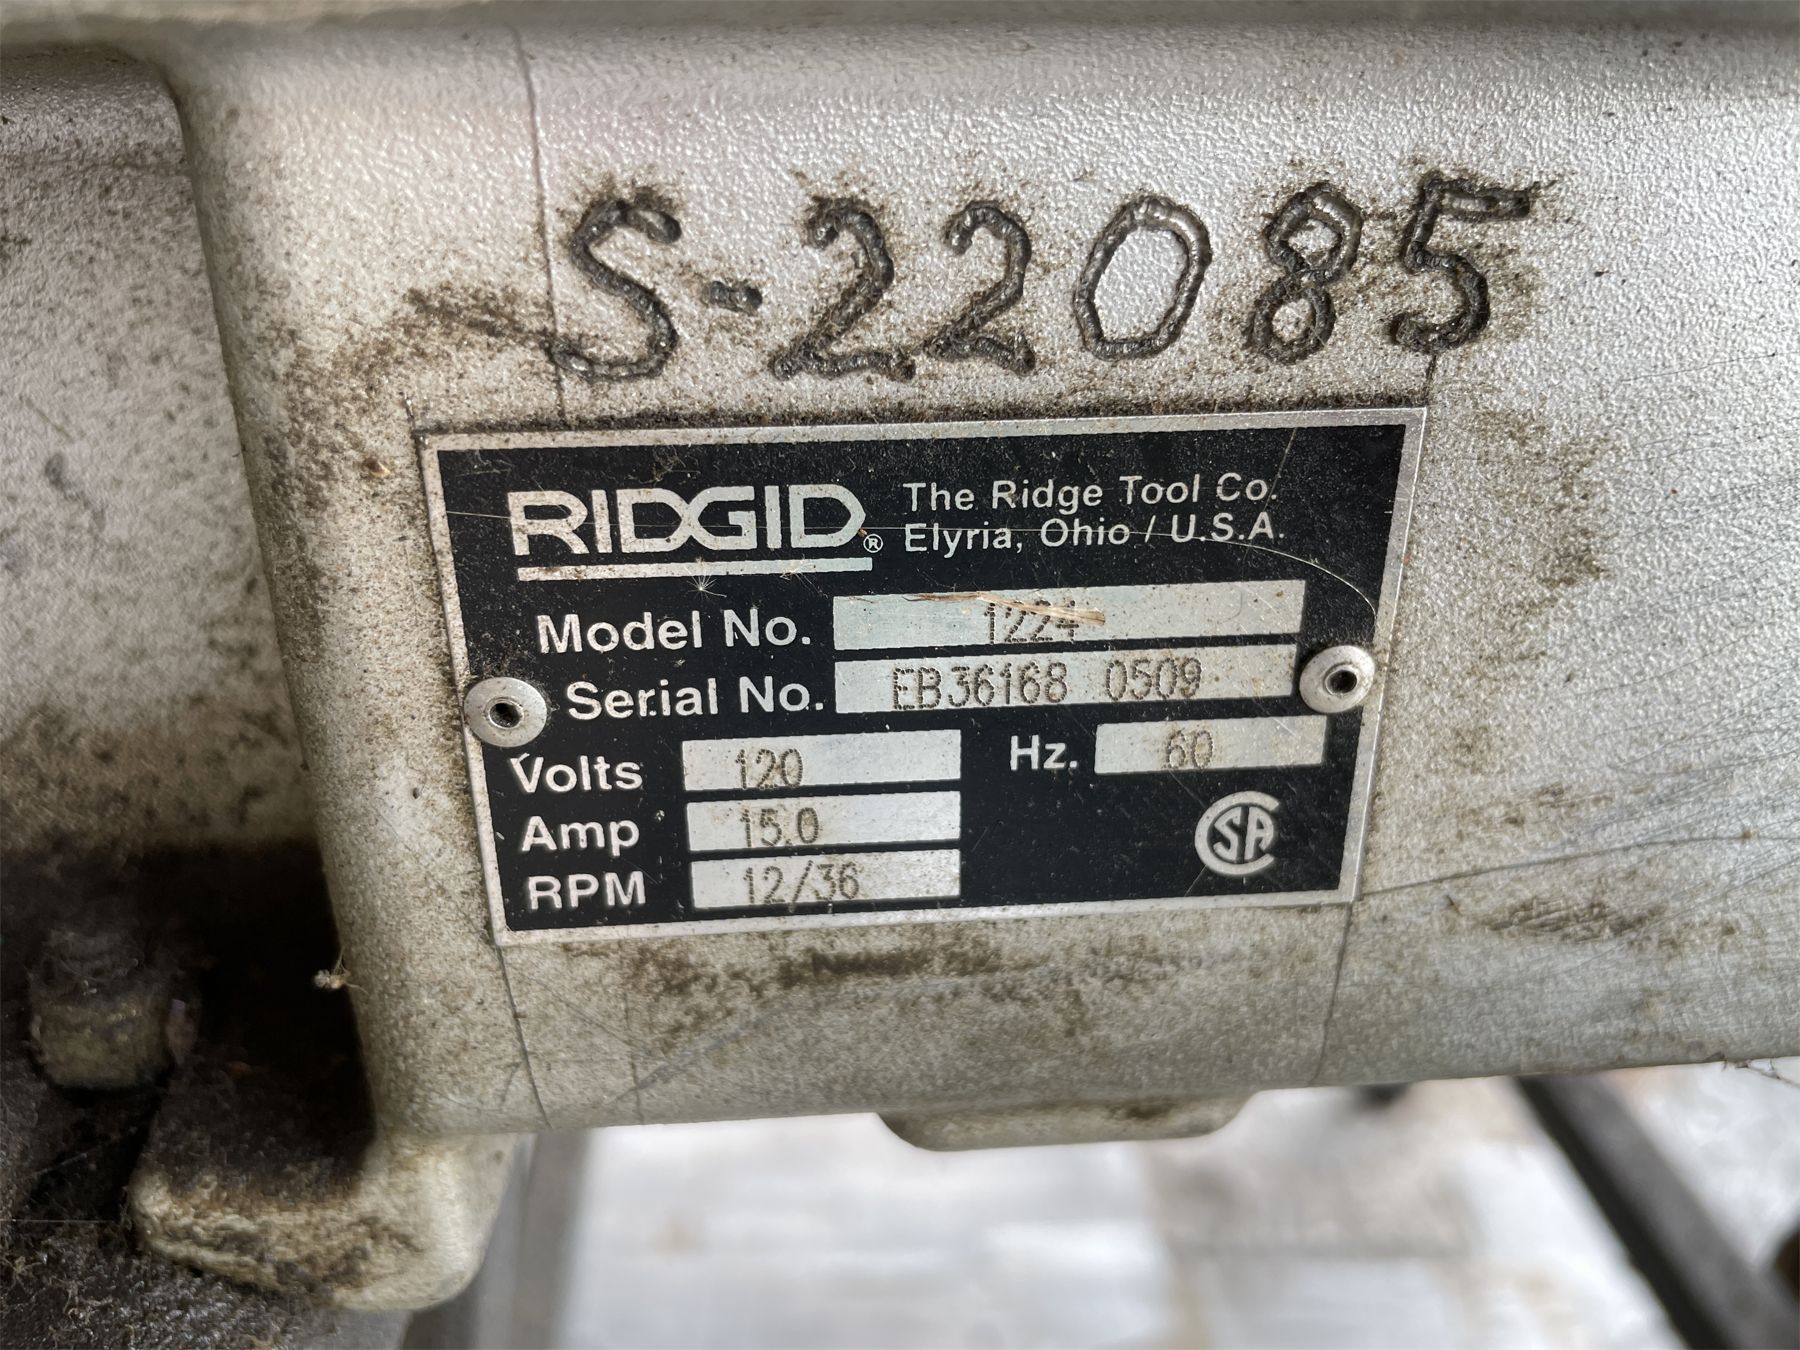 S-22085
RIDGID®
The Ridge Tool Co.
Elyria, Ohio / U.S.A.
Model No. 1224
Serial No. EB36168 0509
Volts 120 Hz. 60
Amp 15.0
RPM 12/36
CSA